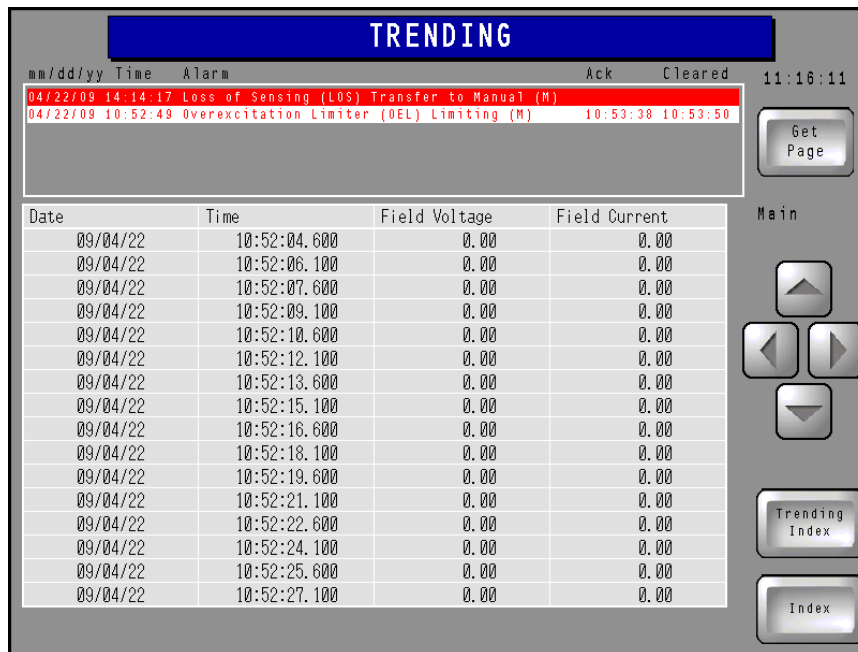 TRENDING
mm/dd/yy Time Alarm Ack Cleared
11:16:11
04/22/09 14:14:17 Loss of Sensing (LOS) Transfer to Manual (M)
04/22/09 10:52:49 Overexcitation Limiter (OEL) Limiting (M) 10:53:38 10:53:50
Get
Page
Main
Date Time Field Voltage Field Current
09/04/22 10:52:04.600 0.00 0.00
09/04/22 10:52:06.100 0.00 0.00
09/04/22 10:52:07.600 0.00 0.00
09/04/22 10:52:09.100 0.00 0.00
09/04/22 10:52:10.600 0.00 0.00
09/04/22 10:52:12.100 0.00 0.00
09/04/22 10:52:13.600 0.00 0.00
09/04/22 10:52:15.100 0.00 0.00
09/04/22 10:52:16.600 0.00 0.00
09/04/22 10:52:18.100 0.00 0.00
09/04/22 10:52:19.600 0.00 0.00
09/04/22 10:52:21.100 0.00 0.00
09/04/22 10:52:22.600 0.00 0.00
09/04/22 10:52:24.100 0.00 0.00
09/04/22 10:52:25.600 0.00 0.00
09/04/22 10:52:27.100 0.00 0.00
Trending
Index
Index